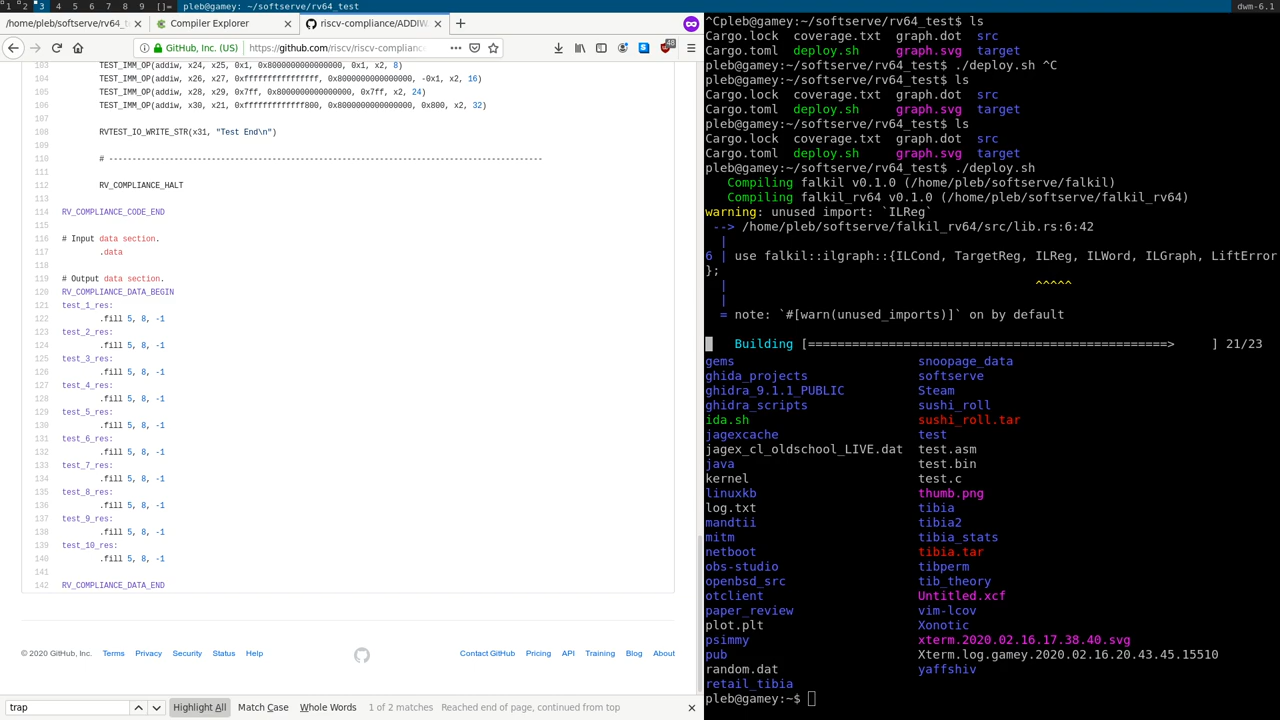 1 2 3 4 5 6 7 8 9 []= pleb@gamey: ~/softserve/rv64_test dwm-6.1
/home/pleb/softserve/rv64_t
Compiler Explorer
riscv-compliance/ADDIW
GitHub, Inc. (US) https://github.com/riscv/riscv-complianc
48
103 TEST_IMM_OP(addiw, x24, x25, 0x1, 0x8000000000000000, 0x1, x2, 8)
104 TEST_IMM_OP(addiw, x26, x27, 0xffffffffffffffff, 0x8000000000000000, -0x1, x2, 16)
105 TEST_IMM_OP(addiw, x28, x29, 0x7ff, 0x8000000000000000, 0x7ff, x2, 24)
106 TEST_IMM_OP(addiw, x30, x21, 0xfffffffffffff800, 0x8000000000000000, 0x800, x2, 32)
107
108 RVTEST_IO_WRITE_STR(x31, "Test End\n")
109
110 # ---------------------------------------------------------------------------------------------
111
112 RV_COMPLIANCE_HALT
113
114 RV_COMPLIANCE_CODE_END
115
116 # Input data section.
117 .data
118
119 # Output data section.
120 RV_COMPLIANCE_DATA_BEGIN
121 test_1_res:
122 .fill 5, 8, -1
123 test_2_res:
124 .fill 5, 8, -1
125 test_3_res:
126 .fill 5, 8, -1
127 test_4_res:
128 .fill 5, 8, -1
129 test_5_res:
130 .fill 5, 8, -1
131 test_6_res:
132 .fill 5, 8, -1
133 test_7_res:
134 .fill 5, 8, -1
135 test_8_res:
136 .fill 5, 8, -1
137 test_9_res:
138 .fill 5, 8, -1
139 test_10_res:
140 .fill 5, 8, -1
141
142 RV_COMPLIANCE_DATA_END
© 2020 GitHub, Inc. Terms Privacy Security Status Help Contact GitHub Pricing API Training Blog About
trap Highlight All Match Case Whole Words 1 of 2 matches Reached end of page, continued from top
^Cpleb@gamey:~/softserve/rv64_test$ ls
Cargo.lock coverage.txt graph.dot src
Cargo.toml deploy.sh graph.svg target
pleb@gamey:~/softserve/rv64_test$ ./deploy.sh ^C
pleb@gamey:~/softserve/rv64_test$ ls
Cargo.lock coverage.txt graph.dot src
Cargo.toml deploy.sh graph.svg target
pleb@gamey:~/softserve/rv64_test$ ls
Cargo.lock coverage.txt graph.dot src
Cargo.toml deploy.sh graph.svg target
pleb@gamey:~/softserve/rv64_test$ ./deploy.sh
Compiling falkil v0.1.0 (/home/pleb/softserve/falkil)
Compiling falkil_rv64 v0.1.0 (/home/pleb/softserve/falkil_rv64)
warning: unused import: `ILReg`
--> /home/pleb/softserve/falkil_rv64/src/lib.rs:6:42
|
6 | use falkil::ilgraph::{ILCond, TargetReg, ILReg, ILWord, ILGraph, LiftError
};
| ^^^^^
|
= note: `#[warn(unused_imports)]` on by default
Building [=================================================> ] 21/23
gems snoopage_data
ghida_projects softserve
ghidra_9.1.1_PUBLIC Steam
ghidra_scripts sushi_roll
ida.sh sushi_roll.tar
jagexcache test
jagex_cl_oldschool_LIVE.dat test.asm
java test.bin
kernel test.c
linuxkb thumb.png
log.txt tibia
mandtii tibia2
mitm tibia_stats
netboot tibia.tar
obs-studio tibperm
openbsd_src tib_theory
otclient Untitled.xcf
paper_review vim-lcov
plot.plt Xonotic
psimmy xterm.2020.02.16.17.38.40.svg
pub Xterm.log.gamey.2020.02.16.20.43.45.15510
random.dat yaffshiv
retail_tibia
pleb@gamey:~$